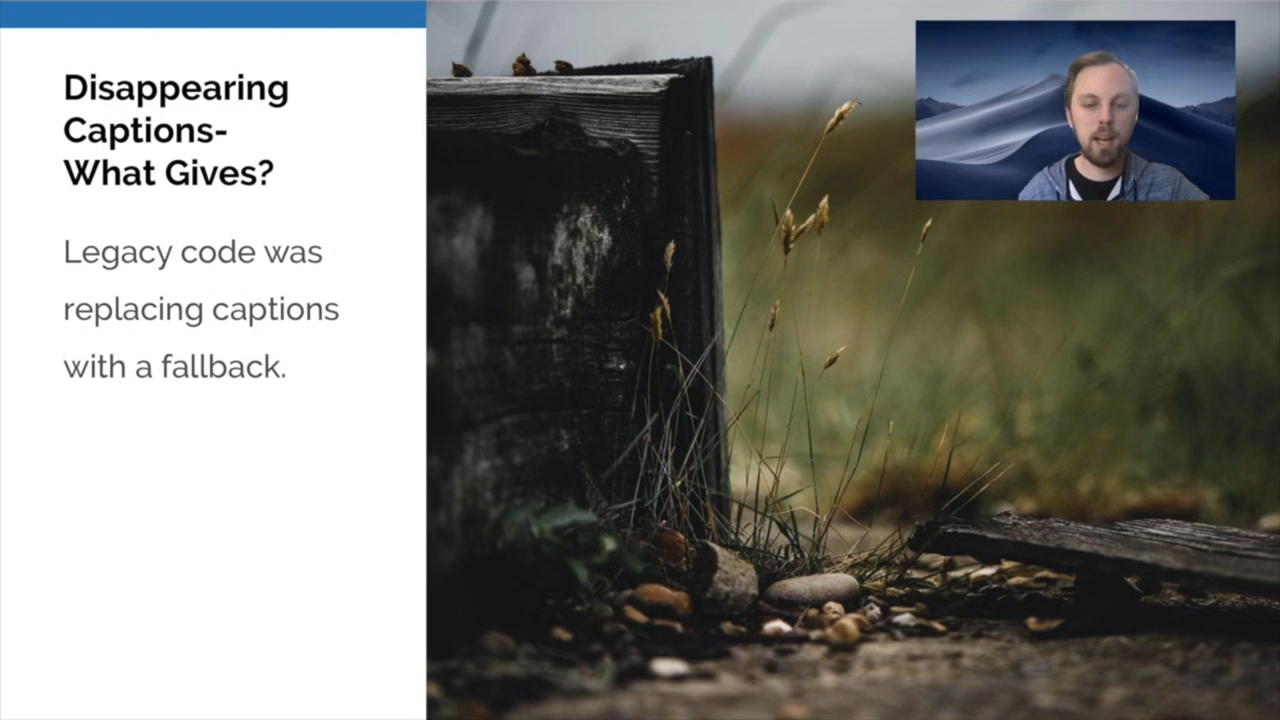 Disappearing
Captions-
What Gives?
Legacy code was
replacing captions
with a fallback.